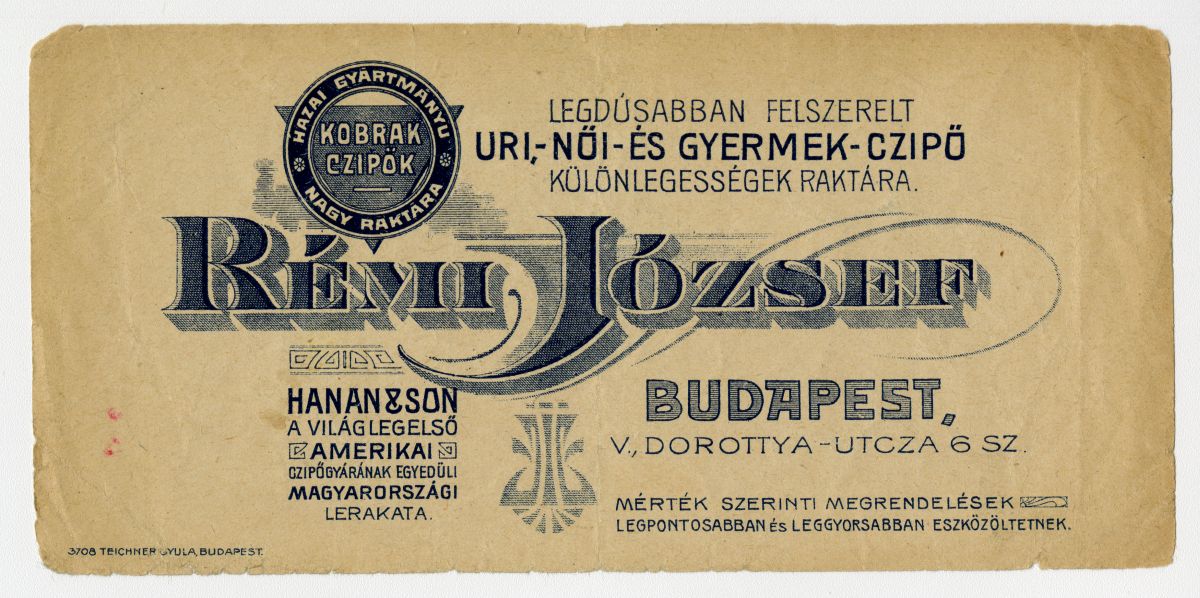 HAZAI GYÁRTMÁNYU
KOBRAK
CZIPŐK
NAGY RAKTÁRA
LEGDÚSABBAN FELSZERELT
URI,-NŐI-ÉS GYERMEK-CZIPŐ
KÜLÖNLEGESSÉGEK RAKTÁRA.
RÉMI JÓZSEF
HANAN & SON
A VILÁG LEGELSŐ
AMERIKAI
CZIPŐGYÁRÁNAK EGYEDÜLI
MAGYARORSZÁGI
LERAKATA.
BUDAPEST,
V., DOROTTYA-UTCZA 6 SZ.
MÉRTÉK SZERINTI MEGRENDELÉSEK
LEGPONTOSABBAN ÉS LEGGYORSABBAN ESZKÖZÖLTETNEK.
3708 TEICHNER GYULA, BUDAPEST.